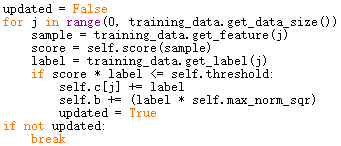 updated = False
for j in range(0, training_data.get_data_size())
    sample = training_data.get_feature(j)
    score = self.score(sample)
    label = training_data.get_label(j)
    if score * label <= self.threshold:
        self.c[j] += label
        self.b += (label * self.max_norm_sqr)
        updated = True
if not updated:
    break